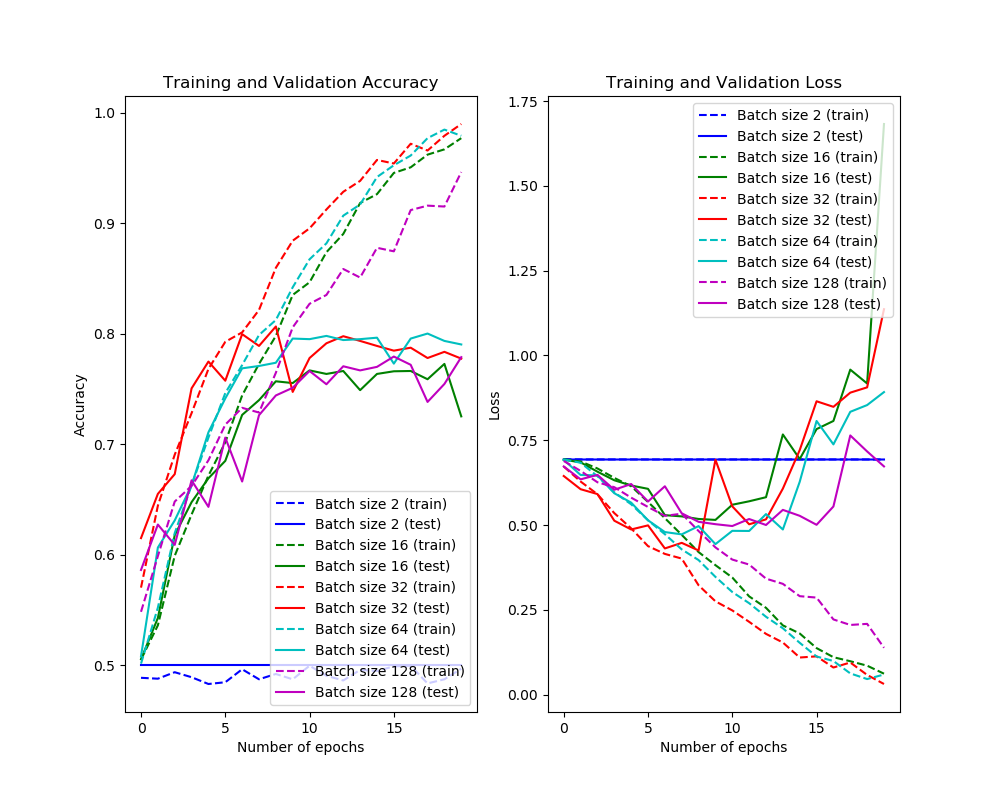 Training and Validation Accuracy
1.0
0.9
0.8
0.7
0.6
0.5
Accuracy
Batch size 2 (train)
Batch size 2 (test)
Batch size 16 (train)
Batch size 16 (test)
Batch size 32 (train)
Batch size 32 (test)
Batch size 64 (train)
Batch size 64 (test)
Batch size 128 (train)
Batch size 128 (test)
0 5 10 15
Number of epochs
Training and Validation Loss
1.75
1.50
1.25
1.00
0.75
0.50
0.25
0.00
Loss
Batch size 2 (train)
Batch size 2 (test)
Batch size 16 (train)
Batch size 16 (test)
Batch size 32 (train)
Batch size 32 (test)
Batch size 64 (train)
Batch size 64 (test)
Batch size 128 (train)
Batch size 128 (test)
0 5 10 15
Number of epochs